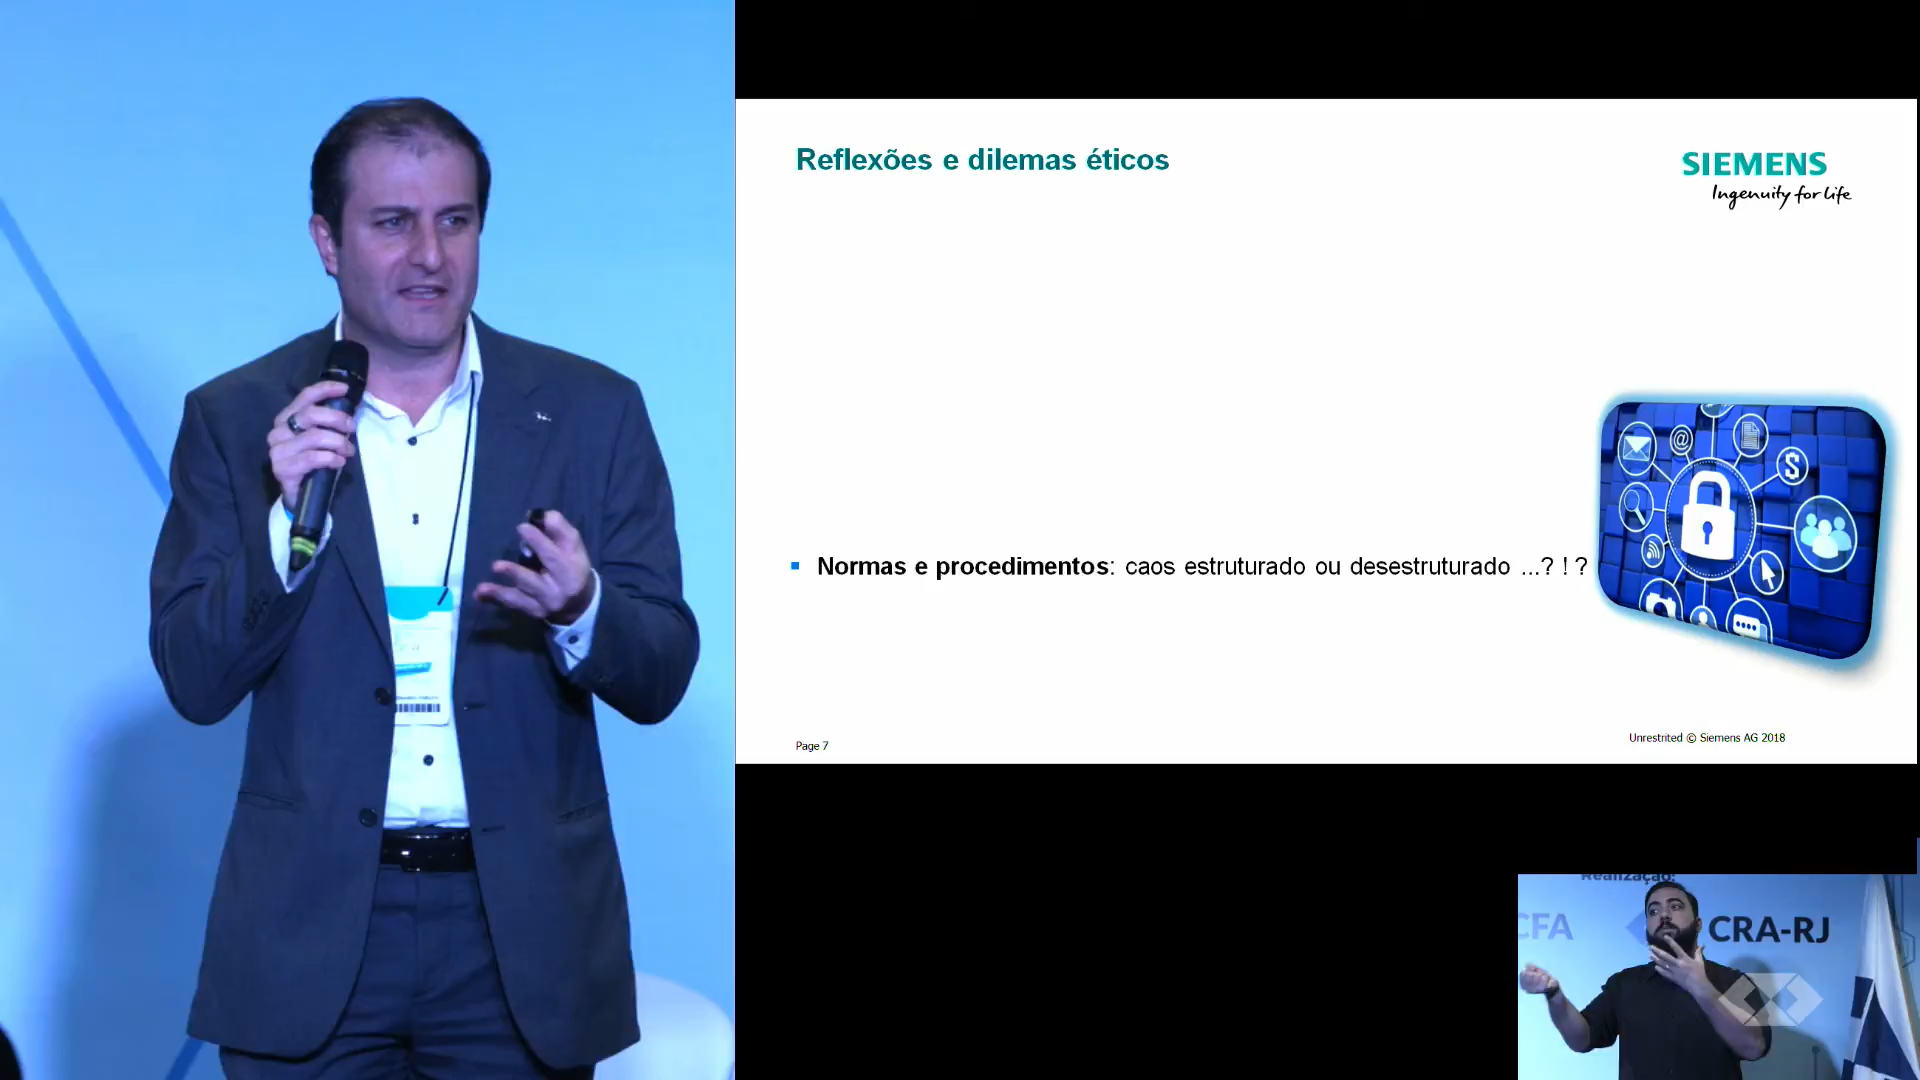 Reflexões e dilemas éticos
SIEMENS
Ingenuity for life
@
$
Normas e procedimentos: caos estruturado ou desestruturado ...? ! ?
Page 7
Unrestrited © Siemens AG 2018
Realização:
CFA
CRA-RJ